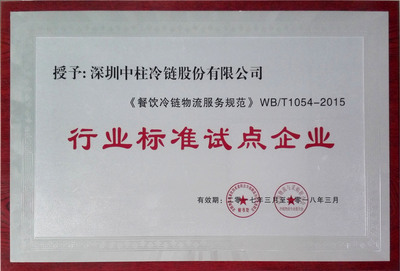 授予:深圳中柱冷链股份有限公司
《餐饮冷链物流服务规范》WB/T1054-2015
行业标准试点企业
有效期:二〇一七年三月至二〇一八年三月